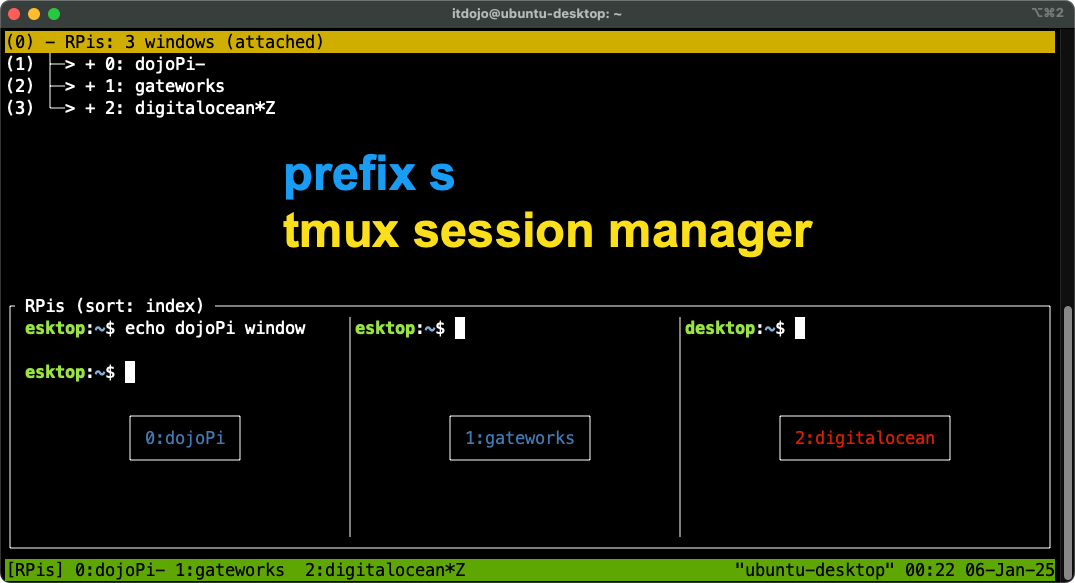 itdojo@ubuntu-desktop: ~
⌥⌘2
(0) - RPis: 3 windows (attached)
(1) ├─> + 0: dojoPi-
(2) ├─> + 1: gateworks
(3) └─> + 2: digitalocean*Z
prefix s
tmux session manager
RPis (sort: index)
esktop:~$ echo dojoPi window
esktop:~$
desktop:~$
esktop:~$
0:dojoPi
1:gateworks
2:digitalocean
[RPis] 0:dojoPi- 1:gateworks  2:digitalocean*Z
"ubuntu-desktop" 00:22 06-Jan-25